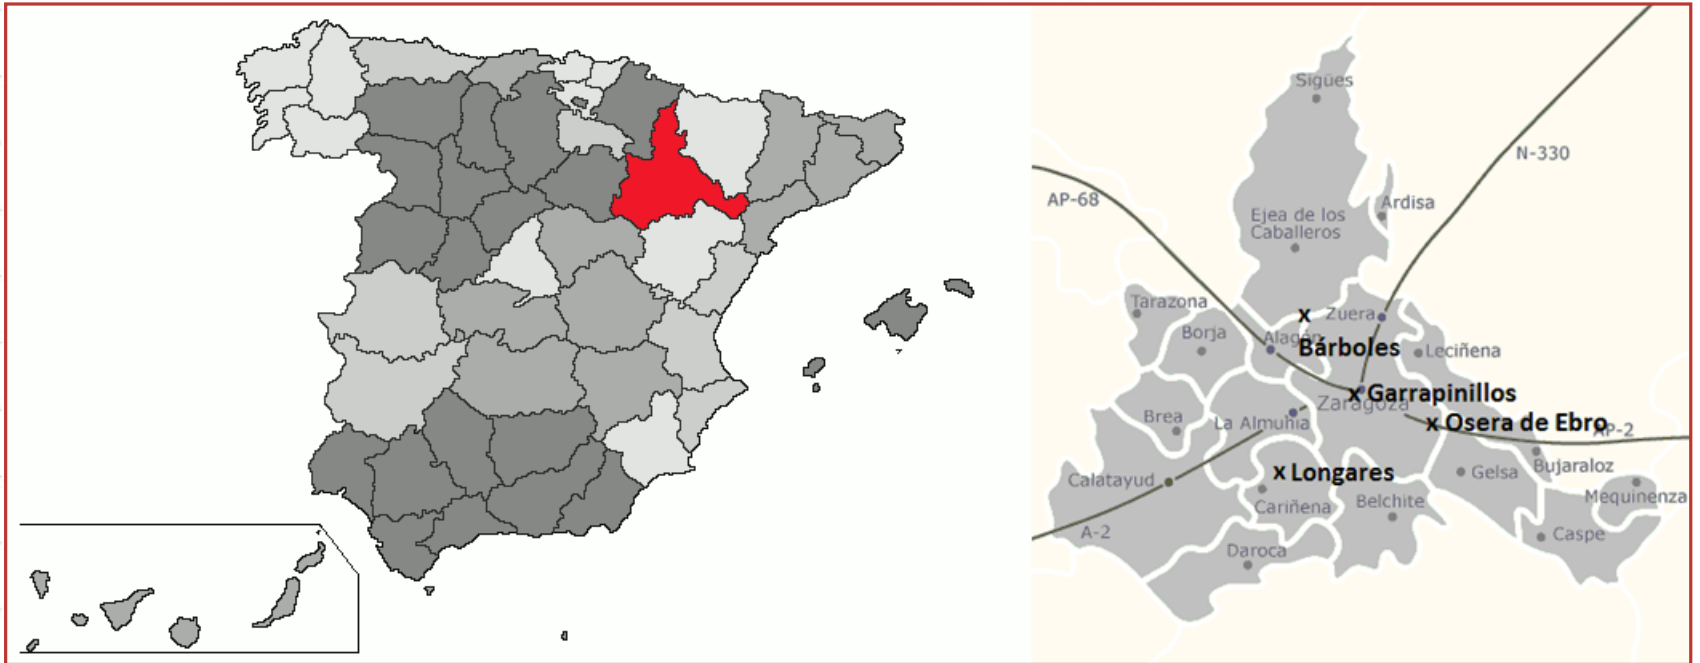 Sigües
N-330
AP-68
Ardisa
Ejea de los
Caballeros
Tarazona
x
Zuera
Borja
Alagón
Bárboles
Leciñena
x Garrapinillos
Zaragoza
Brea
La Almunia
x Osera de Ebro
AP-2
Calatayud
x Longares
Gelsa
Bujaraloz
Mequinenza
Cariñena
Belchite
A-2
Caspe
Daroca